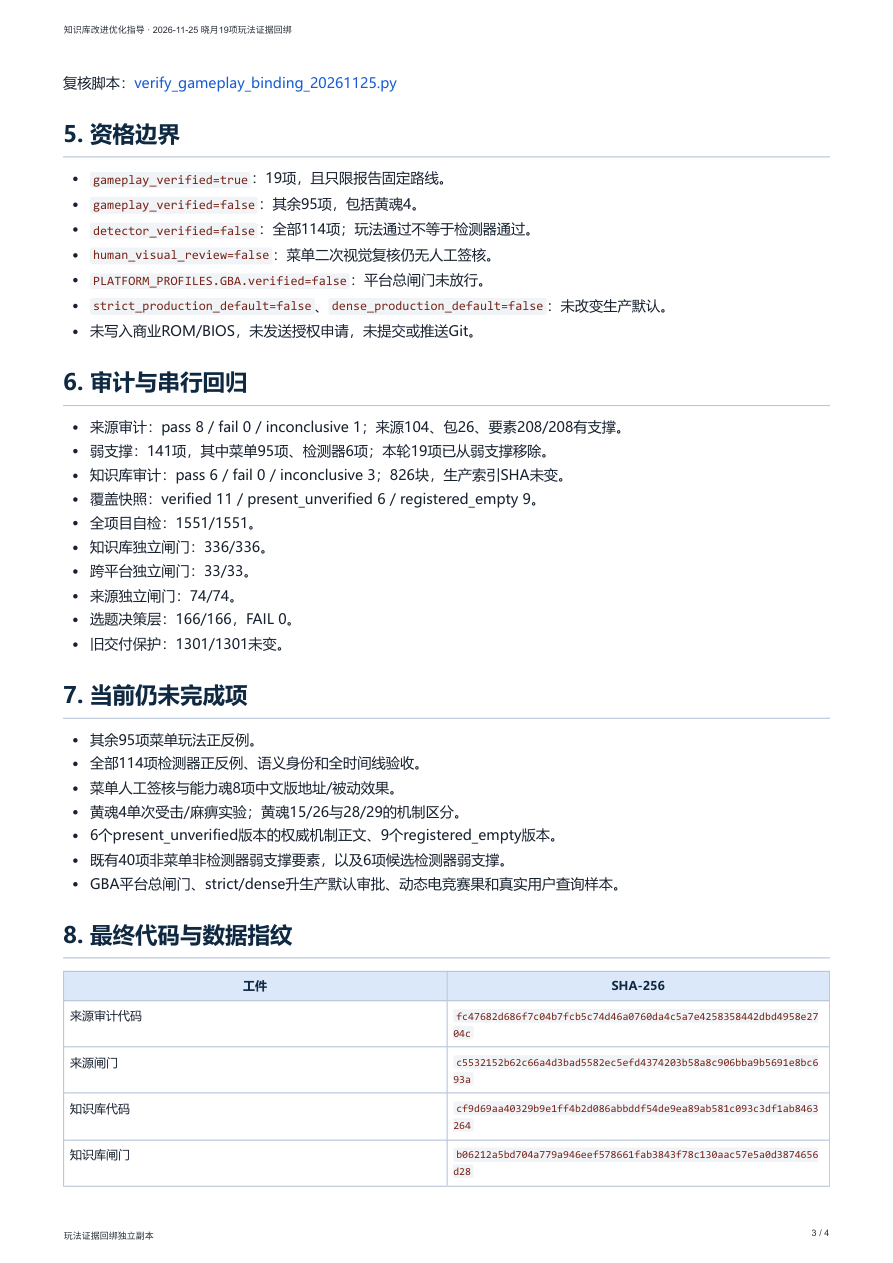 知识库改进优化指导 · 2026-11-25 晓月19项玩法证据回绑
复核脚本：verify_gameplay_binding_20261125.py
5. 资格边界
• gameplay_verified=true：19项，且只限报告固定路线。
• gameplay_verified=false：其余95项，包括黄魂4。
• detector_verified=false：全部114项；玩法通过不等于检测器通过。
• human_visual_review=false：菜单二次视觉复核仍无人工签核。
• PLATFORM_PROFILES.GBA.verified=false：平台总闸门未放行。
• strict_production_default=false、dense_production_default=false：未改变生产默认。
• 未写入商业ROM/BIOS，未发送授权申请，未提交或推送Git。
6. 审计与串行回归
• 来源审计：pass 8 / fail 0 / inconclusive 1；来源104、包26、要素208/208有支撑。
• 弱支撑：141项，其中菜单95项、检测器6项；本轮19项已从弱支撑移除。
• 知识库审计：pass 6 / fail 0 / inconclusive 3；826块，生产索引SHA未变。
• 覆盖快照：verified 11 / present_unverified 6 / registered_empty 9。
• 全项目自检：1551/1551。
• 知识库独立闸门：336/336。
• 跨平台独立闸门：33/33。
• 来源独立闸门：74/74。
• 选题决策层：166/166，FAIL 0。
• 旧交付保护：1301/1301未变。
7. 当前仍未完成项
• 其余95项菜单玩法正反例。
• 全部114项检测器正反例、语义身份和全时间线验收。
• 菜单人工签核与能力魂8项中文版地址/被动效果。
• 黄魂4单次受击/麻痹实验；黄魂15/26与28/29的机制区分。
• 6个present_unverified版本的权威机制正文、9个registered_empty版本。
• 既有40项非菜单非检测器弱支撑要素，以及6项候选检测器弱支撑。
• GBA平台总闸门、strict/dense升生产默认审批、动态电竞赛果和真实用户查询样本。
8. 最终代码与数据指纹
工件 SHA-256
来源审计代码 fc47682d686f7c04b7fcb5c74d46a0760da4c5a7e4258358442dbd4958e27
04c
来源闸门 c5532152b62c66a4d3bad5582ec5efd4374203b58a8c906bba9b5691e8bc6
93a
知识库代码 cf9d69aa40329b9e1ff4b2d086abbddf54de9ea89ab581c093c3df1ab8463
264
知识库闸门 b06212a5bd704a779a946eef578661fab3843f78c130aac57e5a0d3874656
d28
玩法证据回绑独立副本 3 / 4